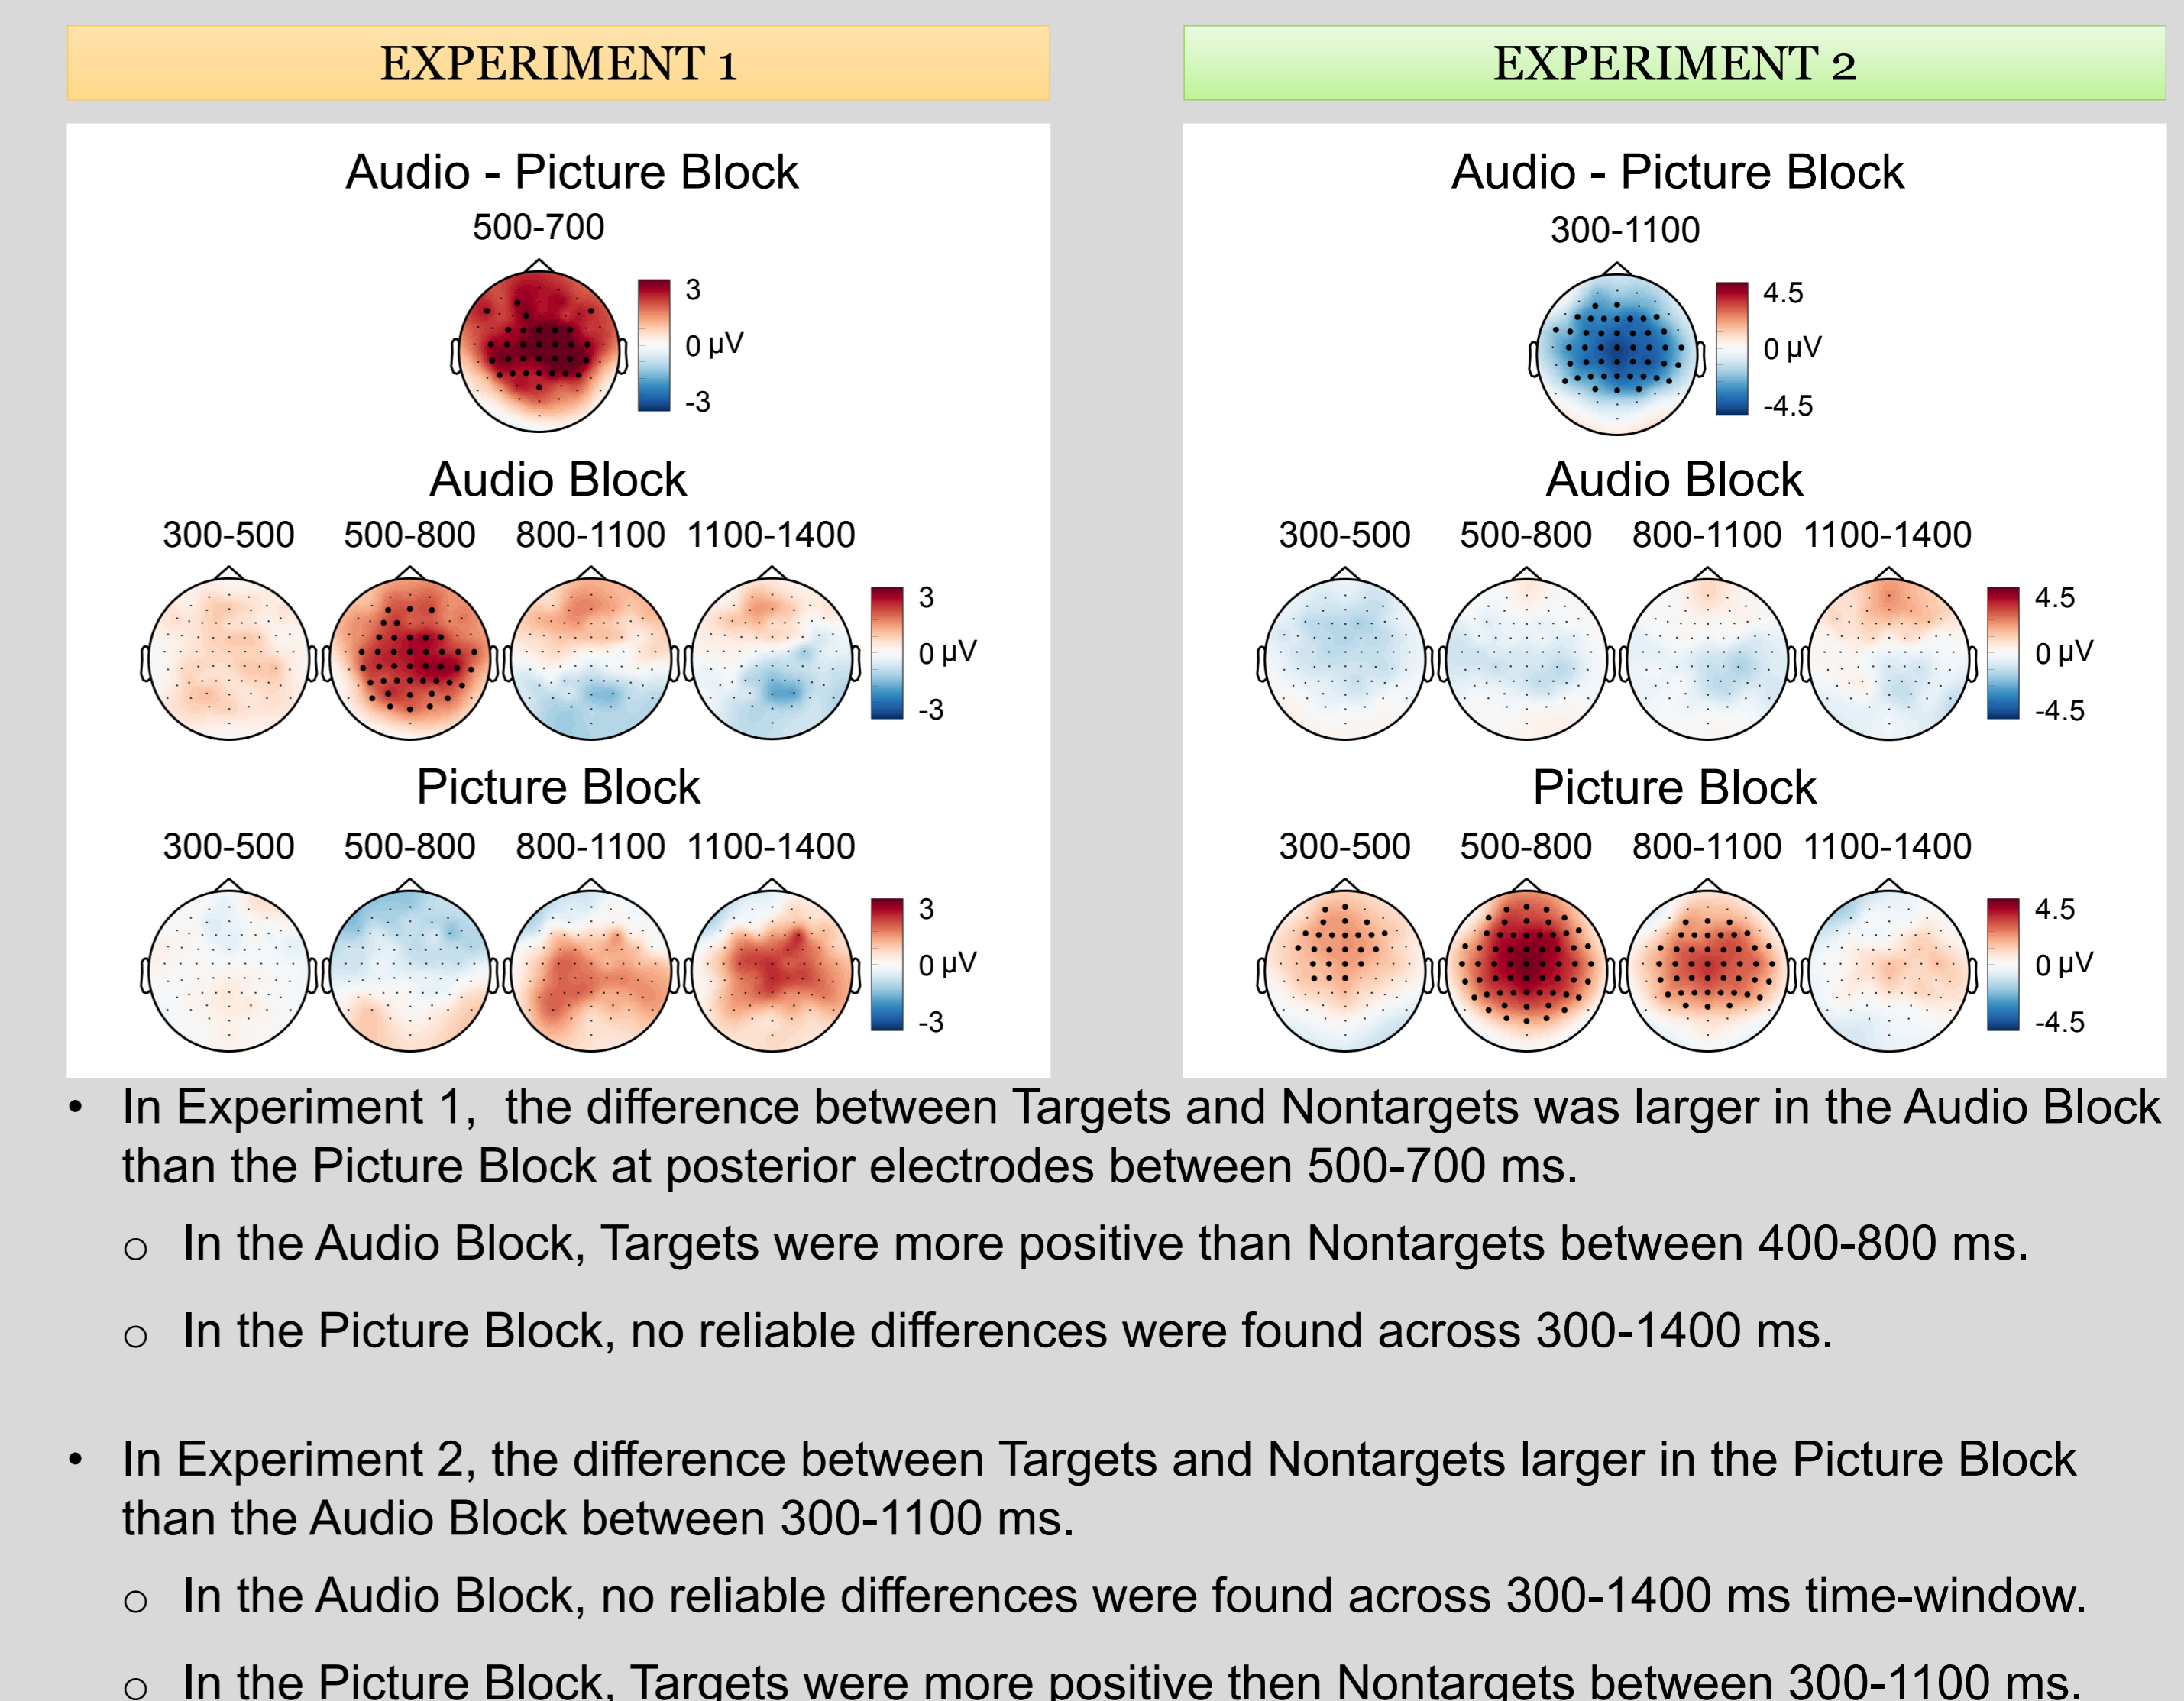 EXPERIMENT 1
Audio - Picture Block
500-700
3
0 µV
-3
Audio Block
300-500 500-800 800-1100 1100-1400
3
0 µV
-3
Picture Block
300-500 500-800 800-1100 1100-1400
3
0 µV
-3
EXPERIMENT 2
Audio - Picture Block
300-1100
4.5
0 µV
-4.5
Audio Block
300-500 500-800 800-1100 1100-1400
4.5
0 µV
-4.5
Picture Block
300-500 500-800 800-1100 1100-1400
4.5
0 µV
-4.5
• In Experiment 1, the difference between Targets and Nontargets was larger in the Audio Block
than the Picture Block at posterior electrodes between 500-700 ms.
○ In the Audio Block, Targets were more positive than Nontargets between 400-800 ms.
○ In the Picture Block, no reliable differences were found across 300-1400 ms.
• In Experiment 2, the difference between Targets and Nontargets larger in the Picture Block
than the Audio Block between 300-1100 ms.
○ In the Audio Block, no reliable differences were found across 300-1400 ms time-window.
○ In the Picture Block, Targets were more positive then Nontargets between 300-1100 ms.